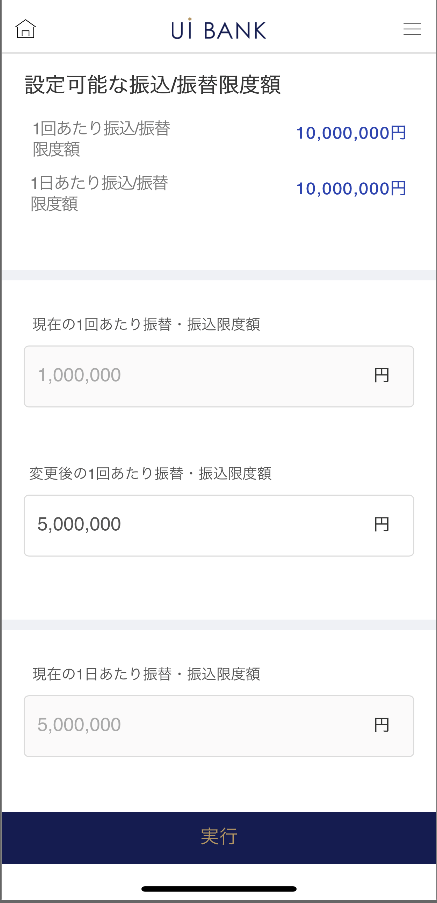 UI BANK
設定可能な振込/振替限度額
1回あたり振込/振替
限度額
10,000,000円
1日あたり振込/振替
限度額
10,000,000円
現在の1回あたり振替・振込限度額
1,000,000 円
変更後の1回あたり振替・振込限度額
5,000,000 円
現在の1日あたり振替・振込限度額
5,000,000 円
実行